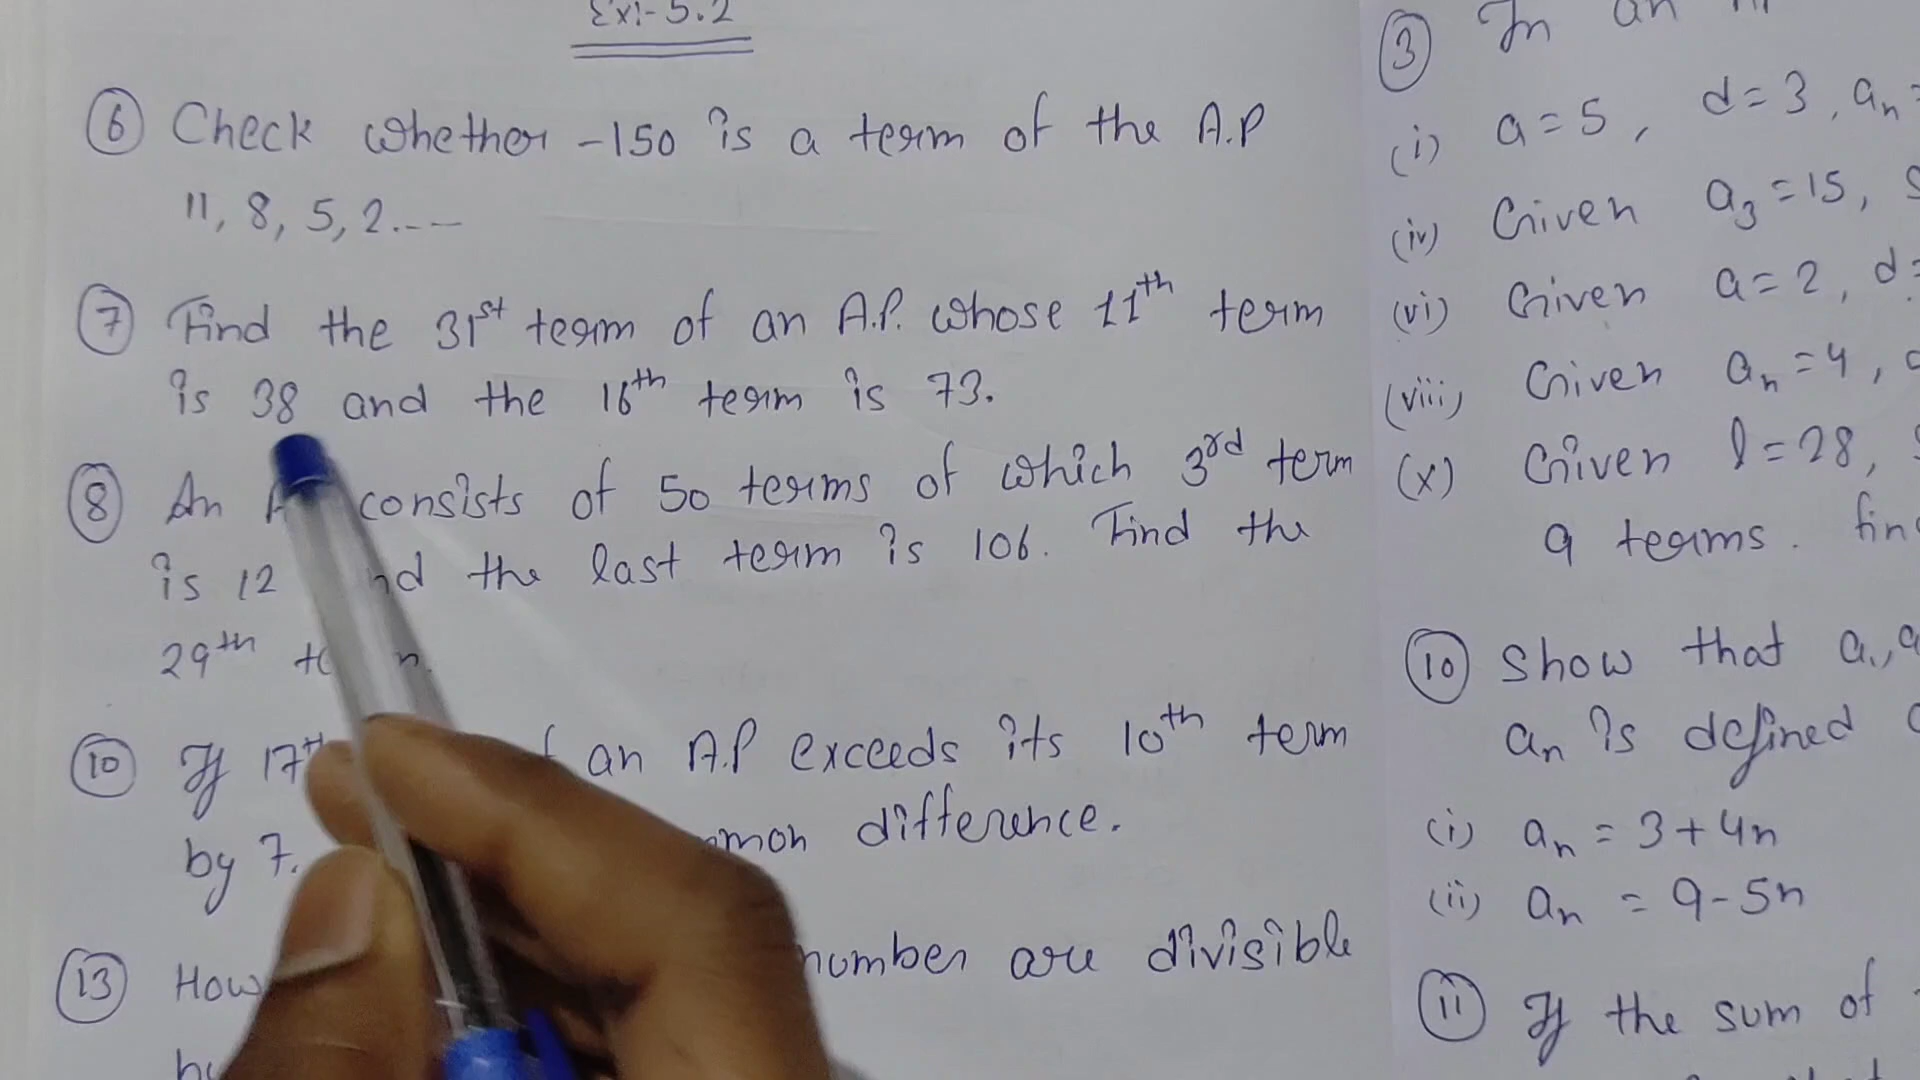 Ex:- 5.2
⑥ Check whether -150 is a term of the A.P
11, 8, 5, 2.---
⑦ Find the 31st term of an A.P. whose 11th term
is 38 and the 16th term is 73.
⑧ An consists of 50 terms of which 3rd term
is 12 the last term is 106. Find the
29th
⑩ If 17th an A.P exceeds its 10th term
by 7. difference.
⑬ How number are divisible
③ In an
(i) a = 5, d = 3, an =
(iv) Given a3 = 15,
(vi) Given a = 2, d =
(viii) Given an = 4,
(x) Given l = 28,
9 terms.
⑩ Show that a1,
an is defined
(i) an = 3 + 4n
(ii) an = 9 - 5n
⑪ If the sum of